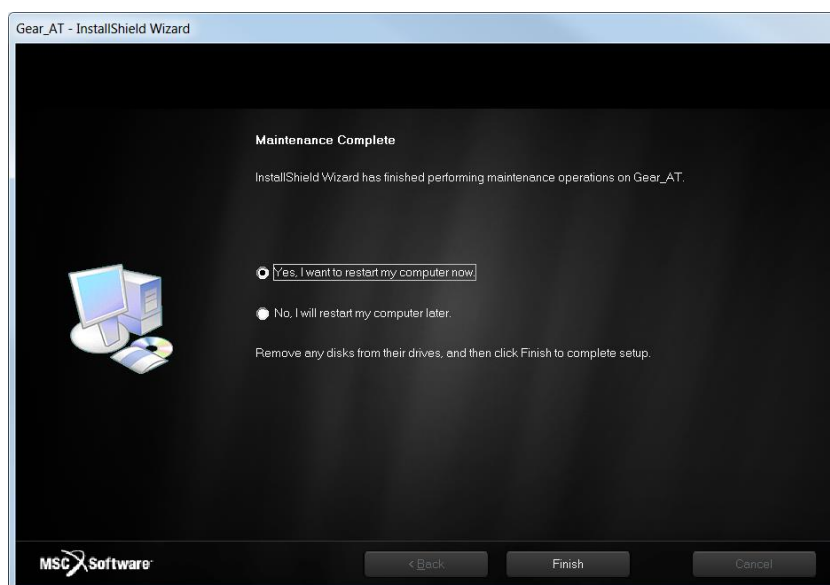 Gear_AT - InstallShield Wizard
Maintenance Complete
InstallShield Wizard has finished performing maintenance operations on Gear_AT.
Yes, I want to restart my computer now.
No, I will restart my computer later.
Remove any disks from their drives, and then click Finish to complete setup.
MSC Software
< Back
Finish
Cancel